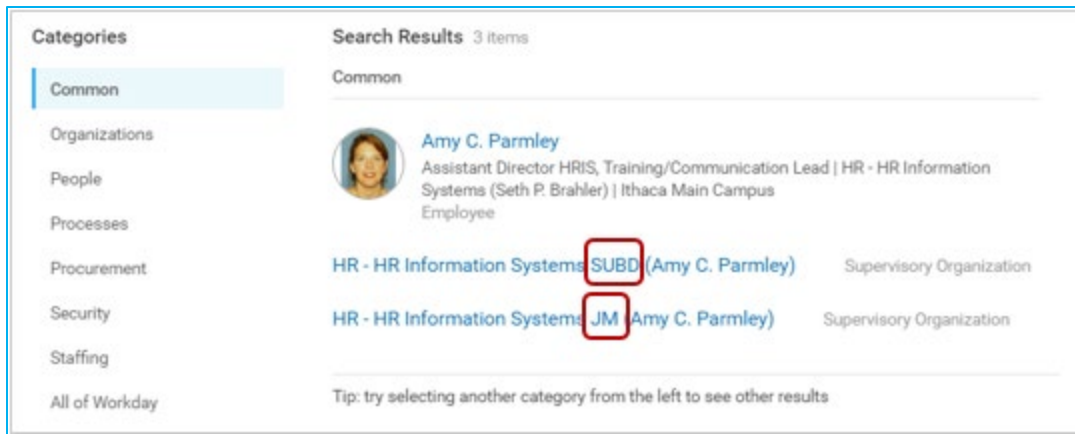 Categories
Common
Organizations
People
Processes
Procurement
Security
Staffing
All of Workday
Search Results 3 items
Common
Amy C. Parmley
Assistant Director HRIS, Training/Communication Lead | HR - HR Information
Systems (Seth P. Brahler) | Ithaca Main Campus
Employee
HR - HR Information Systems SUBD (Amy C. Parmley) Supervisory Organization
HR - HR Information Systems JM (Amy C. Parmley) Supervisory Organization
Tip: try selecting another category from the left to see other results